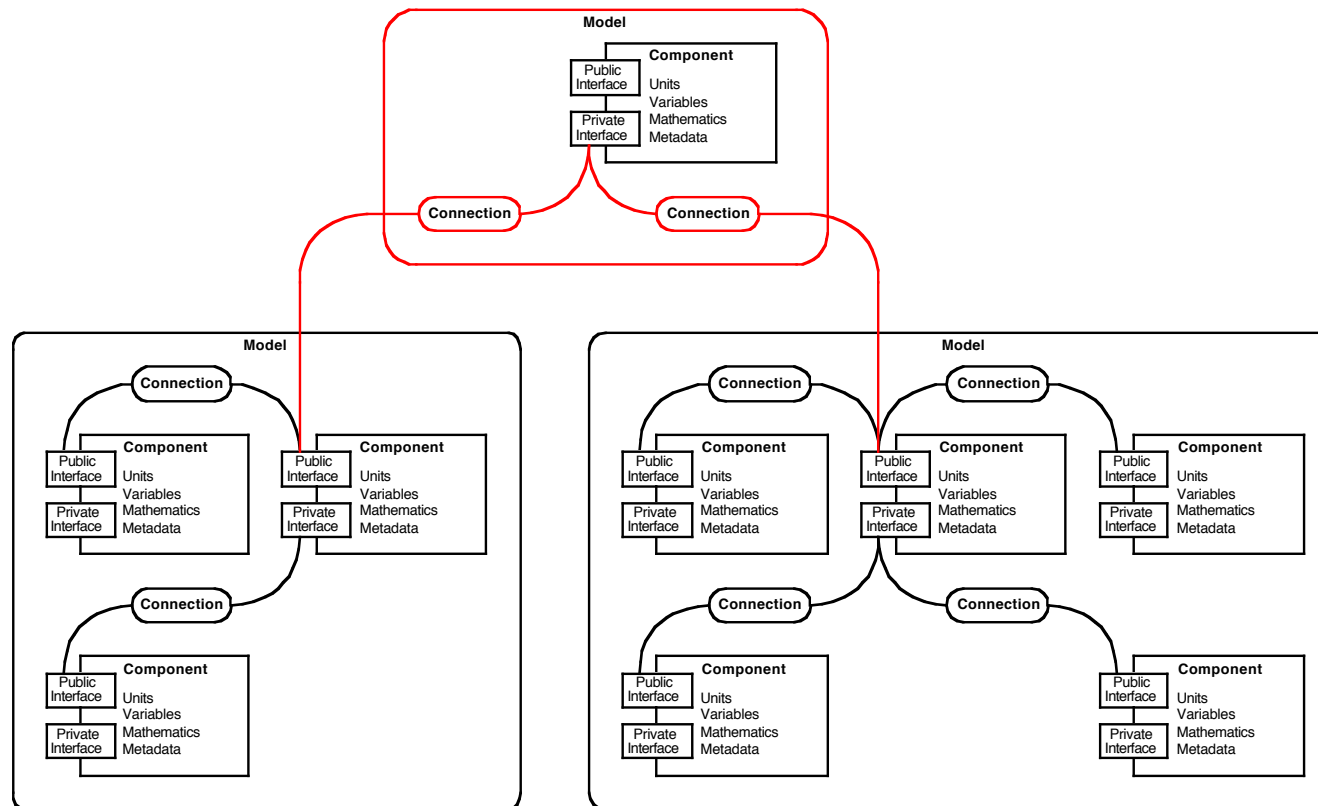 Model
Component
Public
Interface
Units
Variables
Private
Interface
Mathematics
Metadata
Connection
Connection
Model
Connection
Component
Public
Interface
Units
Variables
Private
Interface
Mathematics
Metadata
Component
Public
Interface
Units
Variables
Private
Interface
Mathematics
Metadata
Connection
Component
Public
Interface
Units
Variables
Private
Interface
Mathematics
Metadata
Model
Connection
Connection
Component
Public
Interface
Units
Variables
Private
Interface
Mathematics
Metadata
Component
Public
Interface
Units
Variables
Private
Interface
Mathematics
Metadata
Component
Public
Interface
Units
Variables
Private
Interface
Mathematics
Metadata
Connection
Connection
Component
Public
Interface
Units
Variables
Private
Interface
Mathematics
Metadata
Component
Public
Interface
Units
Variables
Private
Interface
Mathematics
Metadata